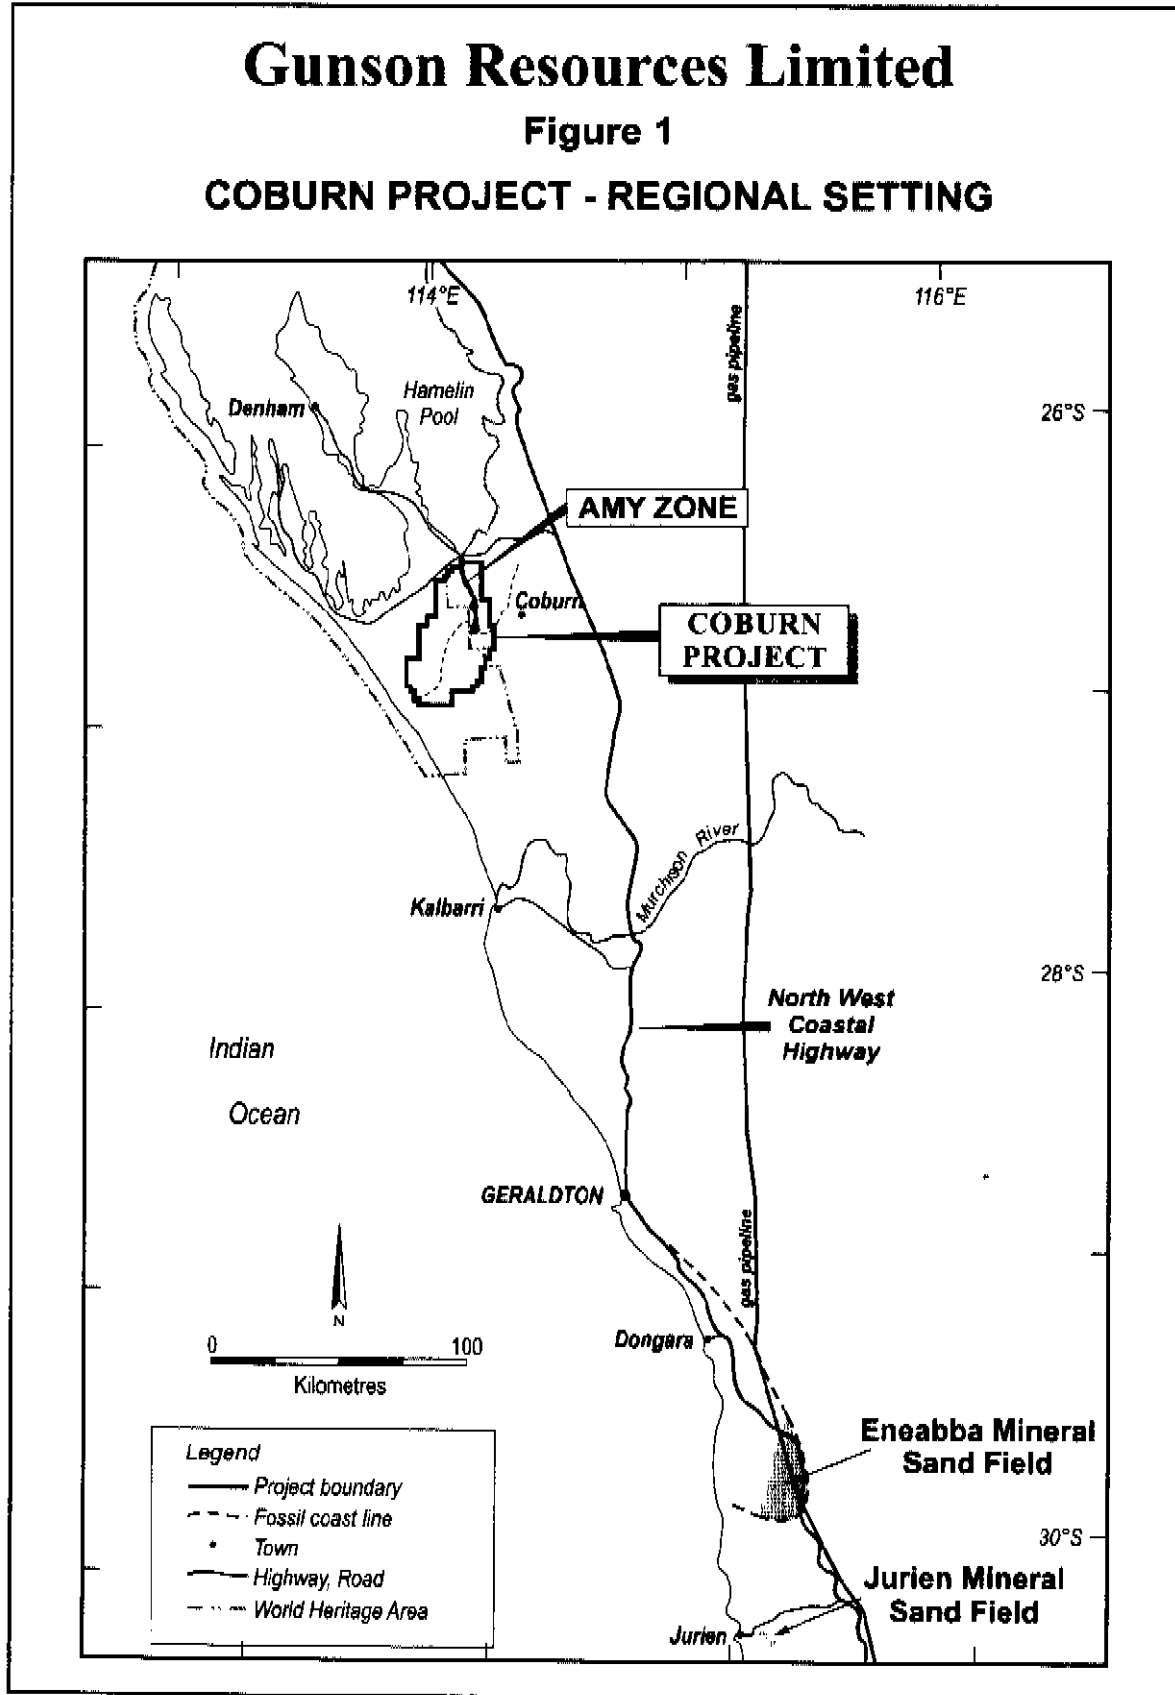 Gunson Resources Limited
Figure 1
COBURN PROJECT - REGIONAL SETTING
114°E
116°E
gas pipeline
Hamelin
Pool
Denham
26°S
AMY ZONE
Coburn
COBURN
PROJECT
Murchison River
Kalbarri
28°S
North West
Coastal
Highway
Indian
Ocean
GERALDTON
gas pipeline
N
Dongara
0 100
Kilometres
Eneabba Mineral
Sand Field
Legend
Project boundary
Fossil coast line
Town
Highway, Road
World Heritage Area
30°S
Jurien Mineral
Sand Field
Jurien